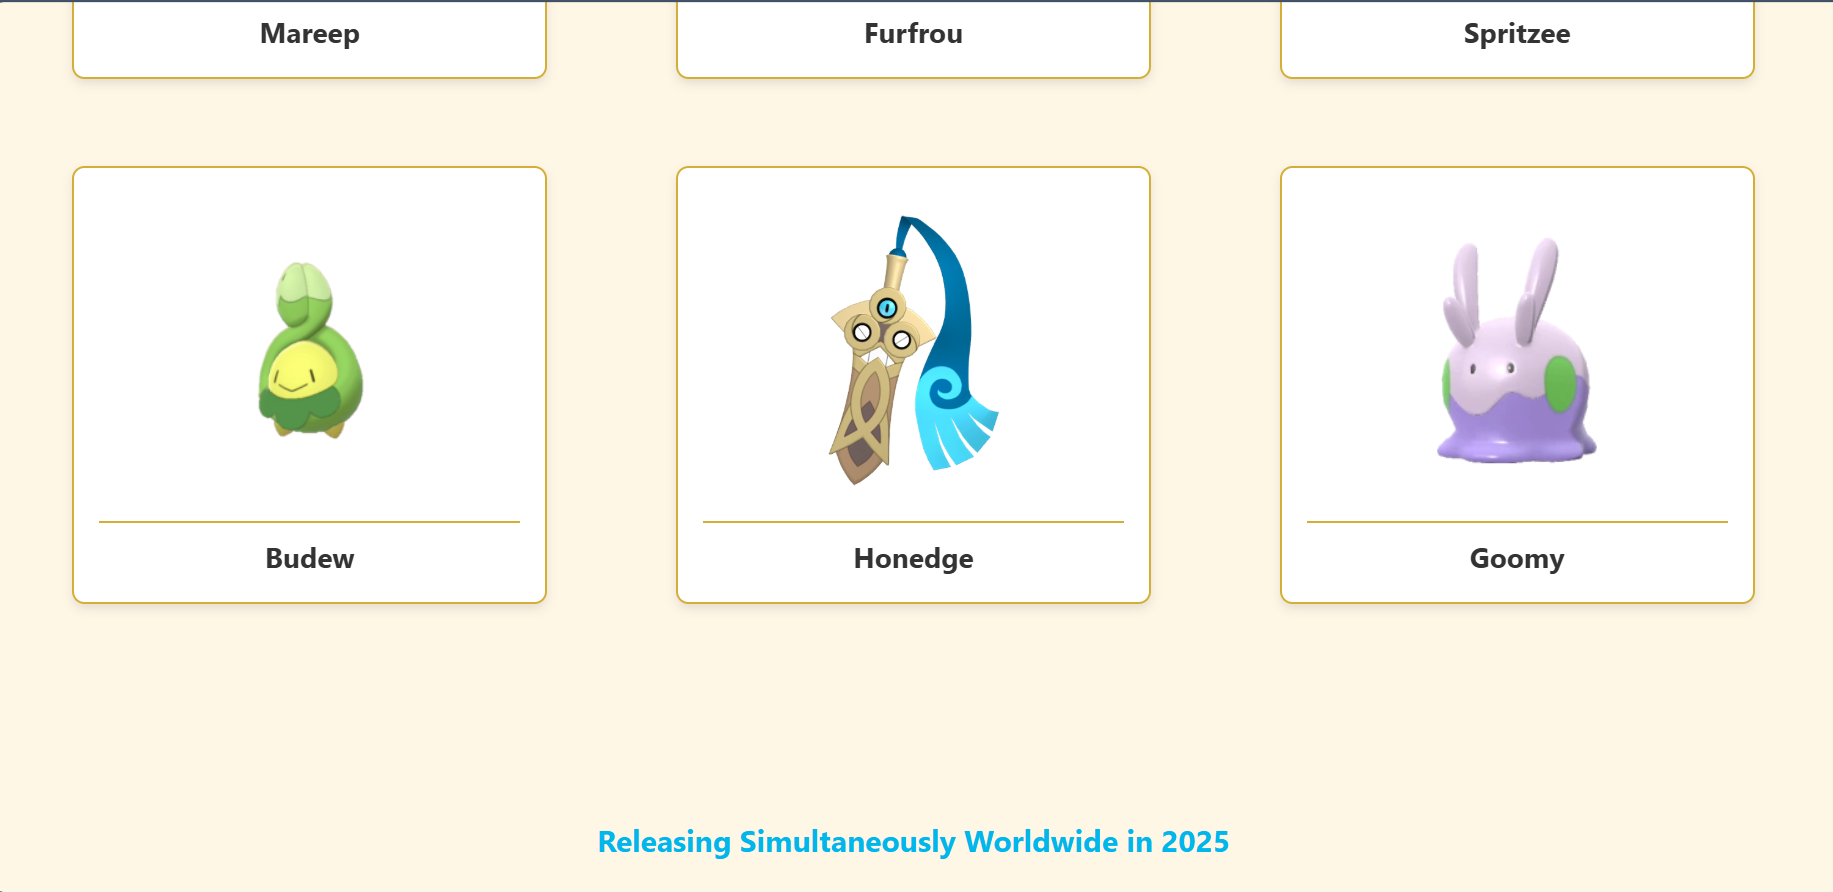 Mareep
Furfrou
Spritzee
Budew
Honedge
Goomy
Releasing Simultaneously Worldwide in 2025